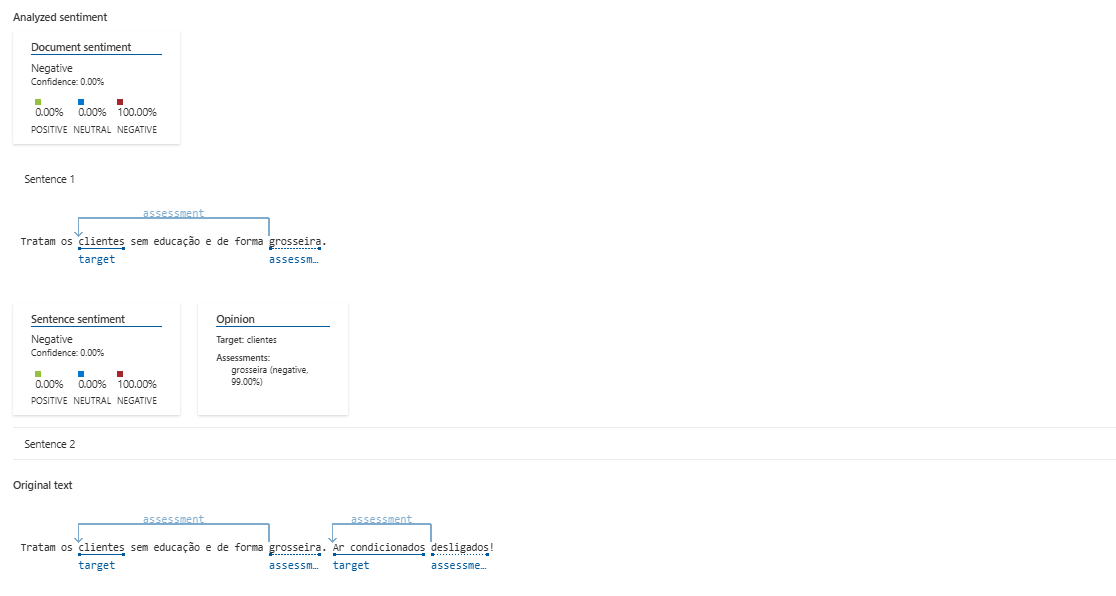 Analyzed sentiment
Document sentiment
Negative
Confidence: 0.00%
0.00% 0.00% 100.00%
POSITIVE NEUTRAL NEGATIVE
Sentence 1
assessment
Tratam os clientes sem educação e de forma grosseira.
target assessm...
Sentence sentiment
Negative
Confidence: 0.00%
0.00% 0.00% 100.00%
POSITIVE NEUTRAL NEGATIVE
Opinion
Target: clientes
Assessments:
grosseira (negative,
99.00%)
Sentence 2
Original text
assessment assessment
Tratam os clientes sem educação e de forma grosseira. Ar condicionados desligados!
target assessm... target assessme...